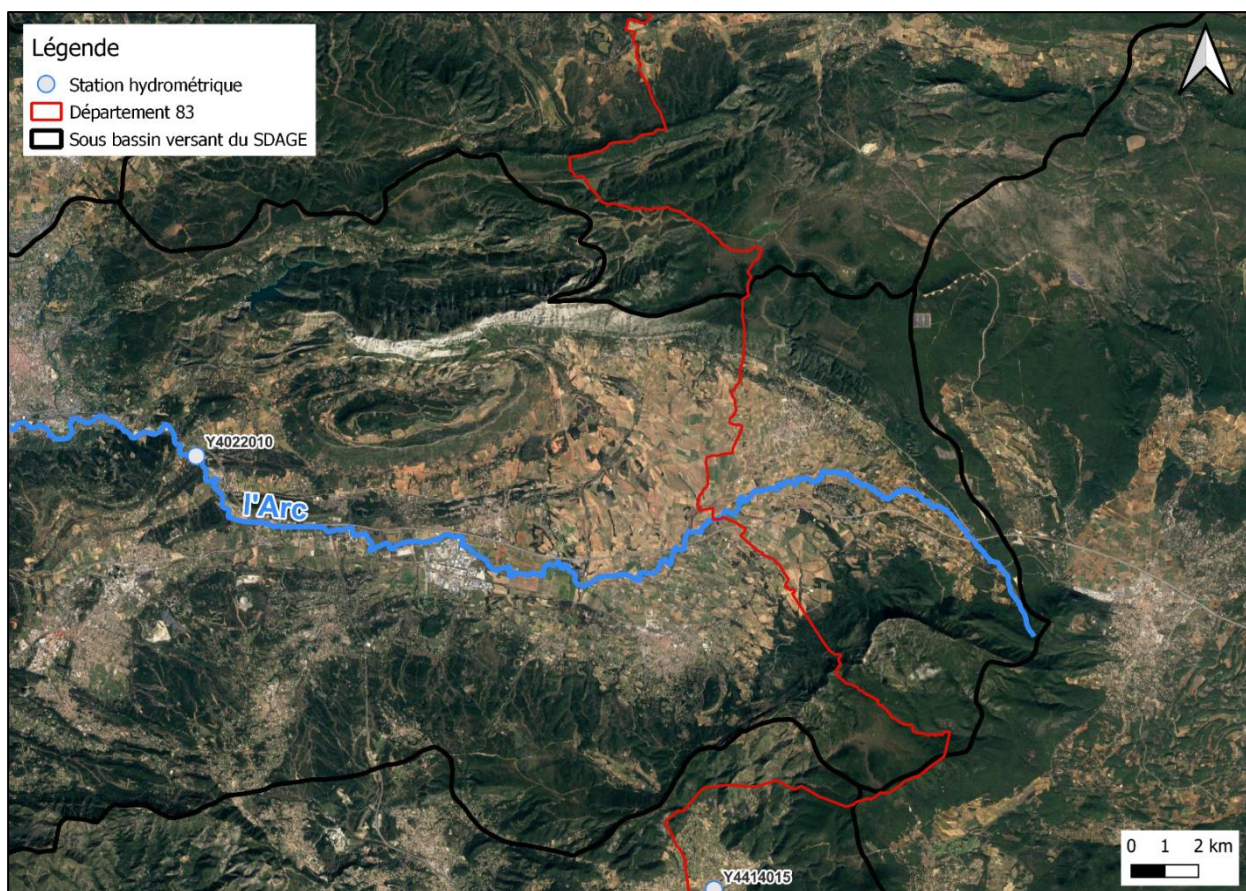 Légende
Station hydrométrique
Département 83
Sous bassin versant du SDAGE
Y4022010
l'Arc
0 1 2 km
Y4414015